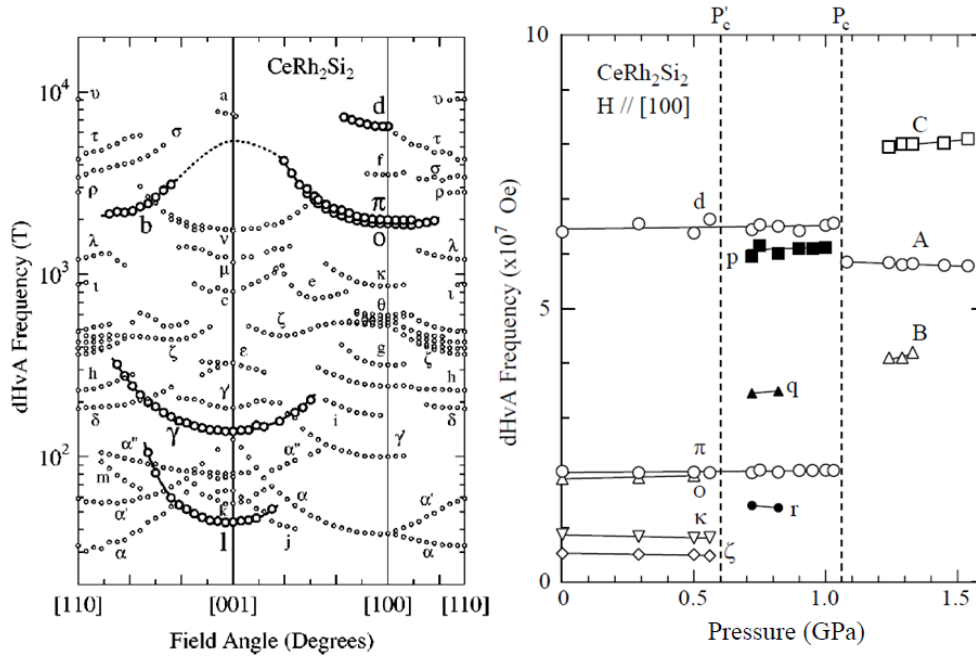 CeRh₂Si₂
10⁴
10³
10²
dHvA Frequency (T)
υ
τ
σ
ρ
b
λ
ι
ζ
h
δ
γ
α''
m
α'
α
a
ν
μ
c
ε
γ'
κ
l
j
e
ζ
i
α''
α
d
f
π
o
κ
θ
g
γ'
υ
τ
σ
ρ
λ
ι
ζ
h
δ
α'
α
[110]
[001]
[100]
[110]
Field Angle (Degrees)
P'c
Pc
10
5
0
dHvA Frequency (x10⁷ Oe)
CeRh₂Si₂
H // [100]
C
d
p
A
B
q
π
o
r
κ
ζ
0
0.5
1.0
1.5
Pressure (GPa)